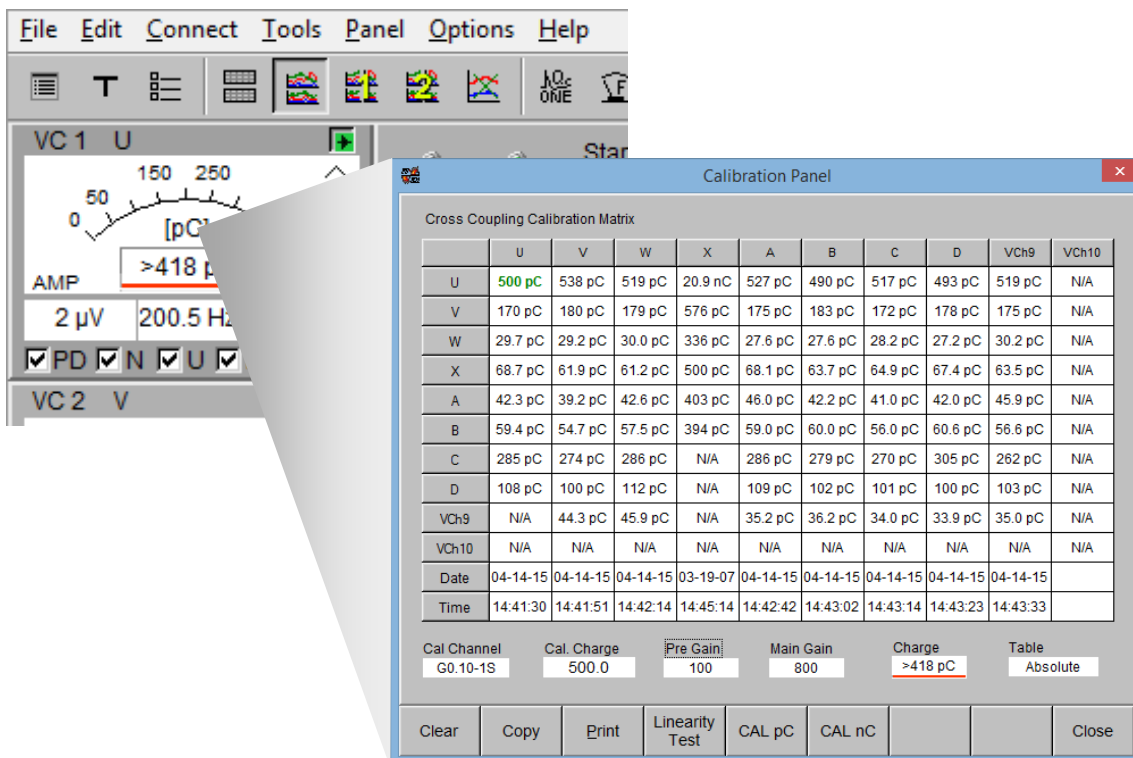 File Edit Connect Tools Panel Options Help
T 1 2 ONE F
VC 1 U
0 50 150 250
[pC]
>418 p
AMP
2 µV 200.5 Hz
PD N U
VC 2 V
Star
Calibration Panel
Cross Coupling Calibration Matrix
U V W X A B C D VCh9 VCh10
U 500 pC 538 pC 519 pC 20.9 nC 527 pC 490 pC 517 pC 493 pC 519 pC N/A
V 170 pC 180 pC 179 pC 576 pC 175 pC 183 pC 172 pC 178 pC 175 pC N/A
W 29.7 pC 29.2 pC 30.0 pC 336 pC 27.6 pC 27.6 pC 28.2 pC 27.2 pC 30.2 pC N/A
X 68.7 pC 61.9 pC 61.2 pC 500 pC 68.1 pC 63.7 pC 64.9 pC 67.4 pC 63.5 pC N/A
A 42.3 pC 39.2 pC 42.6 pC 403 pC 46.0 pC 42.2 pC 41.0 pC 42.0 pC 45.9 pC N/A
B 59.4 pC 54.7 pC 57.5 pC 394 pC 59.0 pC 60.0 pC 56.0 pC 60.6 pC 56.6 pC N/A
C 285 pC 274 pC 286 pC N/A 286 pC 279 pC 270 pC 305 pC 262 pC N/A
D 108 pC 100 pC 112 pC N/A 109 pC 102 pC 101 pC 100 pC 103 pC N/A
VCh9 N/A 44.3 pC 45.9 pC N/A 35.2 pC 36.2 pC 34.0 pC 33.9 pC 35.0 pC N/A
VCh10 N/A N/A N/A N/A N/A N/A N/A N/A N/A N/A
Date 04-14-15 04-14-15 04-14-15 03-19-07 04-14-15 04-14-15 04-14-15 04-14-15 04-14-15
Time 14:41:30 14:41:51 14:42:14 14:45:14 14:42:42 14:43:02 14:43:14 14:43:23 14:43:33
Cal Channel Cal. Charge Pre Gain Main Gain Charge Table
G0.10-1S 500.0 100 800 >418 pC Absolute
Clear Copy Print Linearity Test CAL pC CAL nC Close